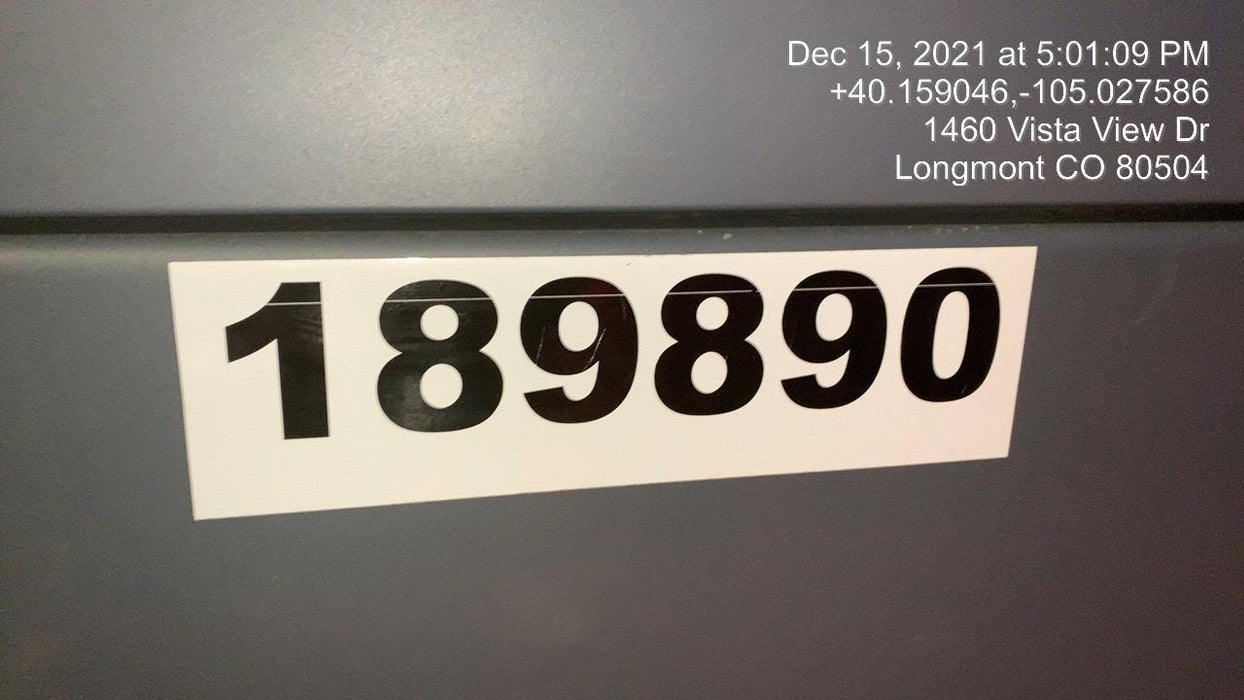 Dec 15, 2021 at 5:01:09 PM
+40.159046,-105.027586
1460 Vista View Dr
Longmont CO 80504
189890